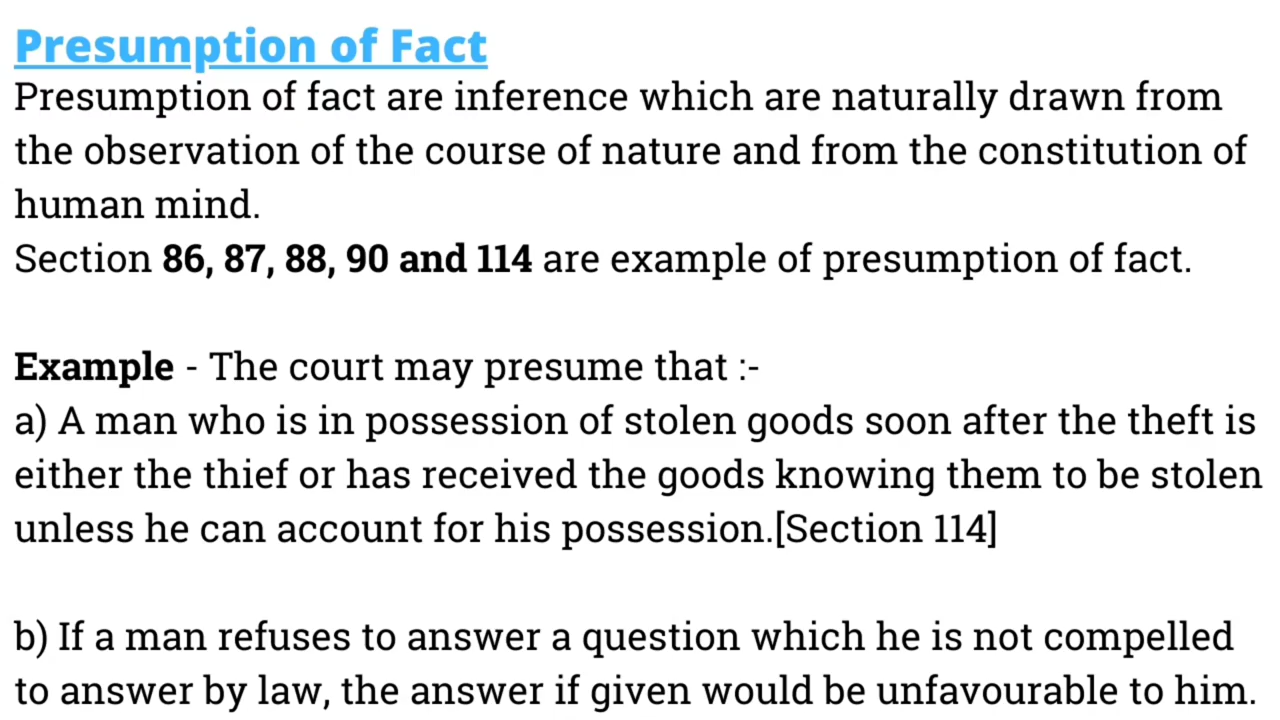 Presumption of Fact
Presumption of fact are inference which are naturally drawn from
the observation of the course of nature and from the constitution of
human mind.
Section 86, 87, 88, 90 and 114 are example of presumption of fact.
Example - The court may presume that :-
a) A man who is in possession of stolen goods soon after the theft is
either the thief or has received the goods knowing them to be stolen
unless he can account for his possession.[Section 114]
b) If a man refuses to answer a question which he is not compelled
to answer by law, the answer if given would be unfavourable to him.